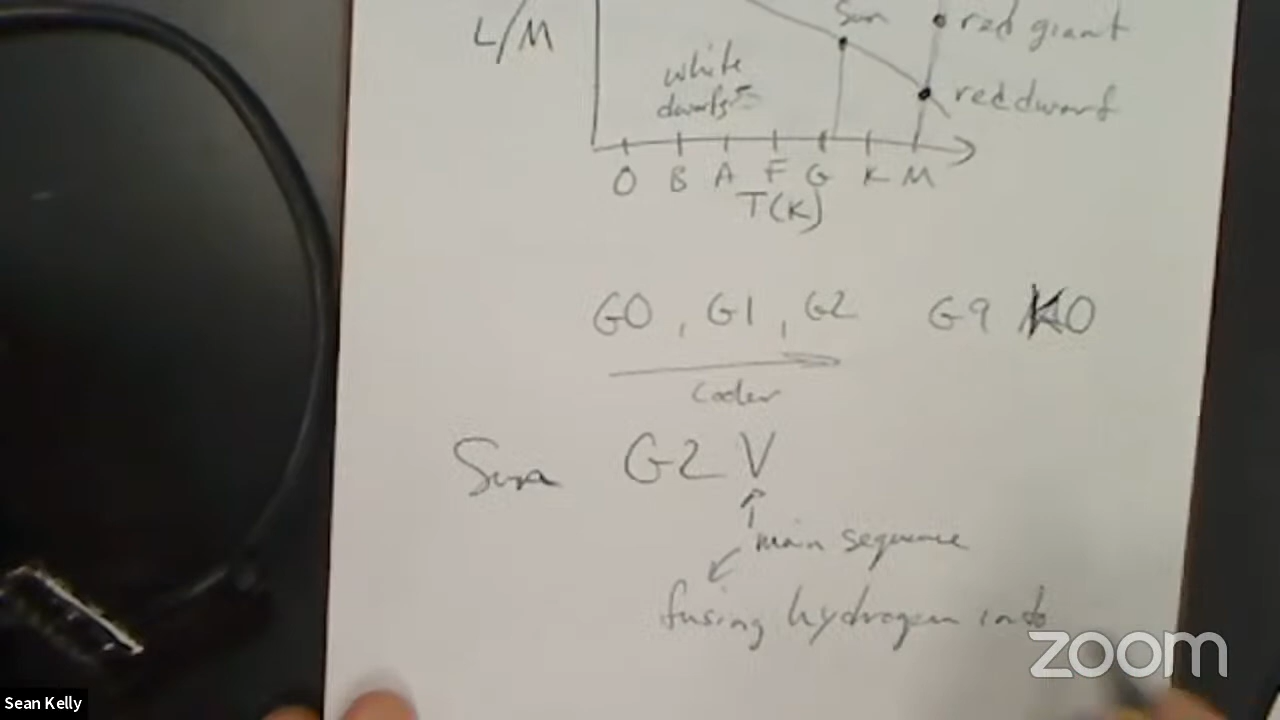 Sun
red giant
L/M
white
dwarfs
red dwarf
O B A F G K M
T(K)
G0, G1, G2 G9 K0
cooler
Sun G2 V
main sequence
fusing hydrogen into
zoom
Sean Kelly